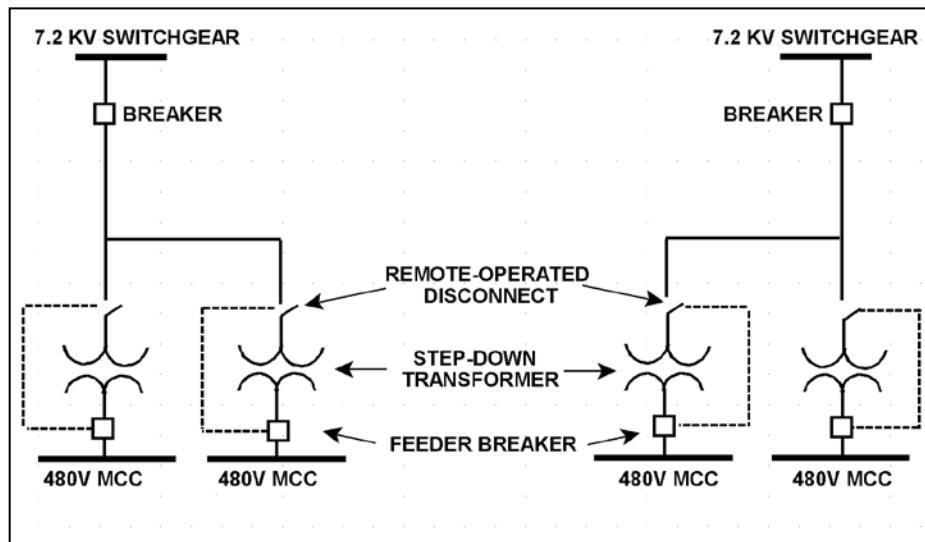 7.2 KV SWITCHGEAR
7.2 KV SWITCHGEAR
BREAKER
BREAKER
REMOTE-OPERATED
DISCONNECT
STEP-DOWN
TRANSFORMER
FEEDER BREAKER
480V MCC
480V MCC
480V MCC
480V MCC